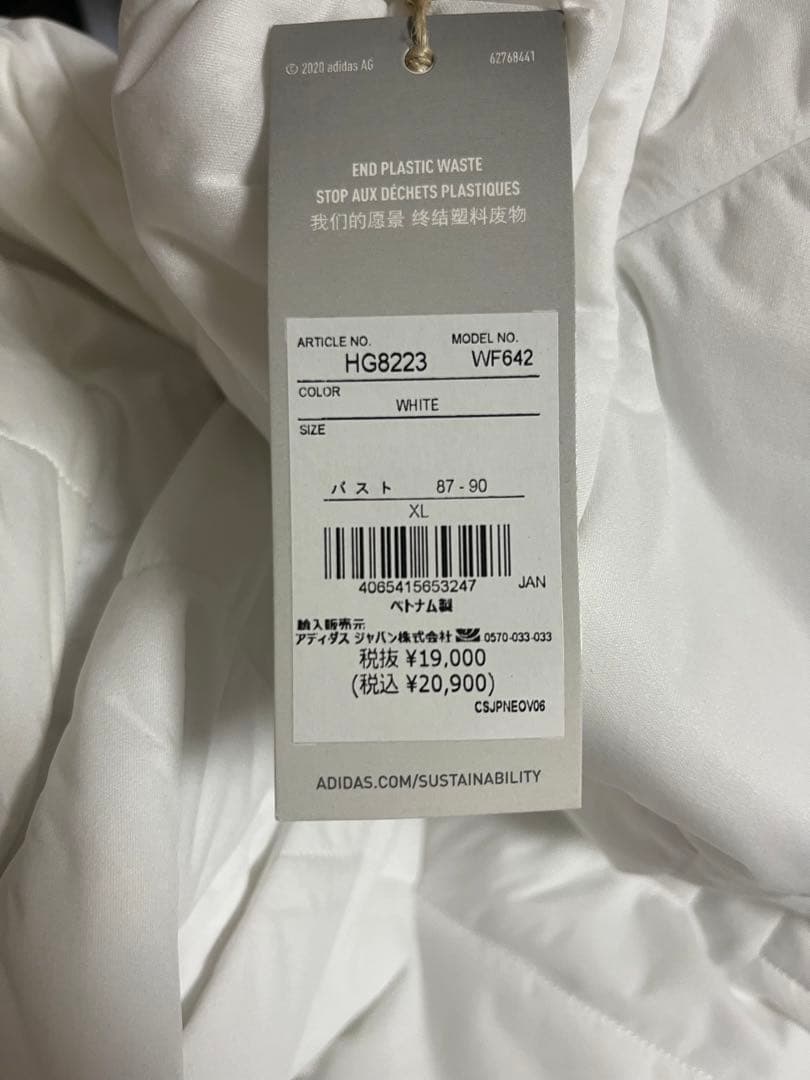 © 2020 adidas AG 62768441
END PLASTIC WASTE
STOP AUX DÉCHETS PLASTIQUES
我们的愿景 终结塑料废物
ARTICLE NO. MODEL NO.
HG8223 WF642
COLOR
WHITE
SIZE
バスト 87-90
XL
4065415653247 JAN
ベトナム製
輸入販売元
アディダス ジャパン株式会社 0570-033-033
税抜 ¥19,000
(税込 ¥20,900)
CSJPNEOV06
ADIDAS.COM/SUSTAINABILITY